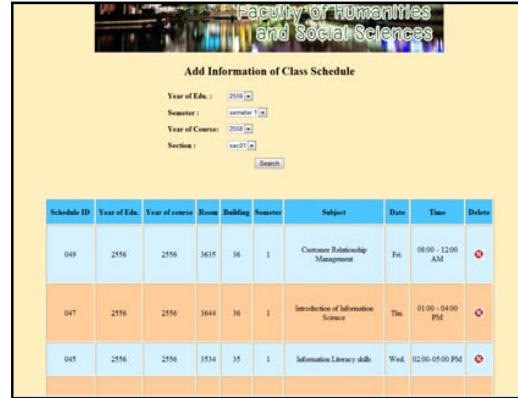 Faculty of Humanities
and Social Sciences
Add Information of Class Schedule
Year of Edu. : 2556
Semeter : semeter 1
Year of Course: 2556
Section : sec01
Search
Schedule ID Year of Edu. Year of course Room Building Semeter Subject Date Time Delete
049 2556 2556 3635 36 1 Customer Relationship Management Fri. 08:00 - 12:00 AM
047 2556 2556 3644 36 1 Introduction of Information Science Thu. 01:00 - 04:00 PM
045 2556 2556 3534 35 1 Information Literacy skills Wed. 02:00-05:00 PM